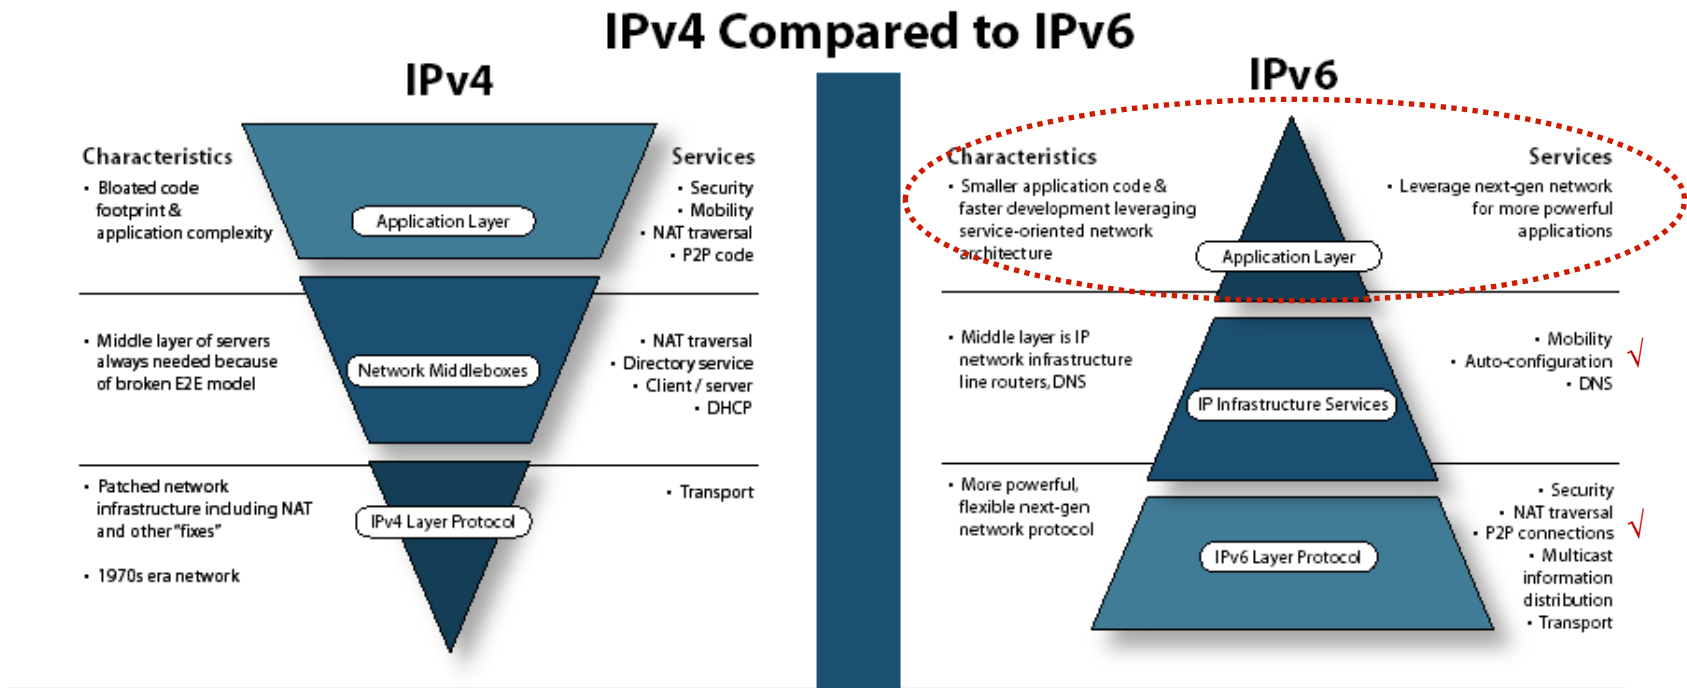 IPv4 Compared to IPv6
IPv4
Characteristics
• Bloated code
footprint &
application complexity
Application Layer
Services
• Security
• Mobility
• NAT traversal
• P2P code
• Middle layer of servers
always needed because
of broken E2E model
Network Middleboxes
• NAT traversal
• Directory service
• Client / server
• DHCP
• Patched network
infrastructure including NAT
and other "fixes"
• 1970s era network
IPv4 Layer Protocol
• Transport
IPv6
Characteristics
• Smaller application code &
faster development leveraging
service-oriented network
architecture
Application Layer
Services
• Leverage next-gen network
for more powerful
applications
• Middle layer is IP
network infrastructure
line routers, DNS
IP Infrastructure Services
• Mobility
• Auto-configuration √
• DNS
• More powerful,
flexible next-gen
network protocol
IPv6 Layer Protocol
• Security
• NAT traversal
• P2P connections √
• Multicast
information
distribution
• Transport